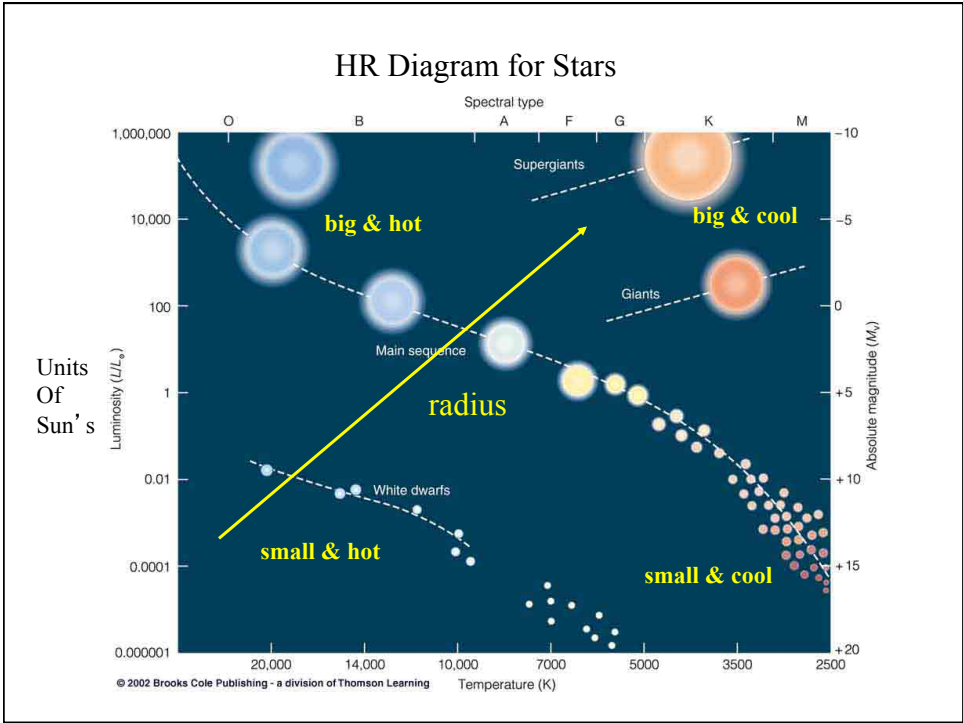 HR Diagram for Stars
Spectral type
O B A F G K M
1,000,000
10,000
100
1
0.01
0.0001
0.000001
Luminosity (L/L⊙)
Units
Of
Sun's
−10
−5
0
+5
+10
+15
+20
Absolute magnitude (Mv)
Supergiants
big & hot
big & cool
Giants
Main sequence
radius
White dwarfs
small & hot
small & cool
20,000 14,000 10,000 7000 5000 3500 2500
© 2002 Brooks Cole Publishing - a division of Thomson Learning
Temperature (K)